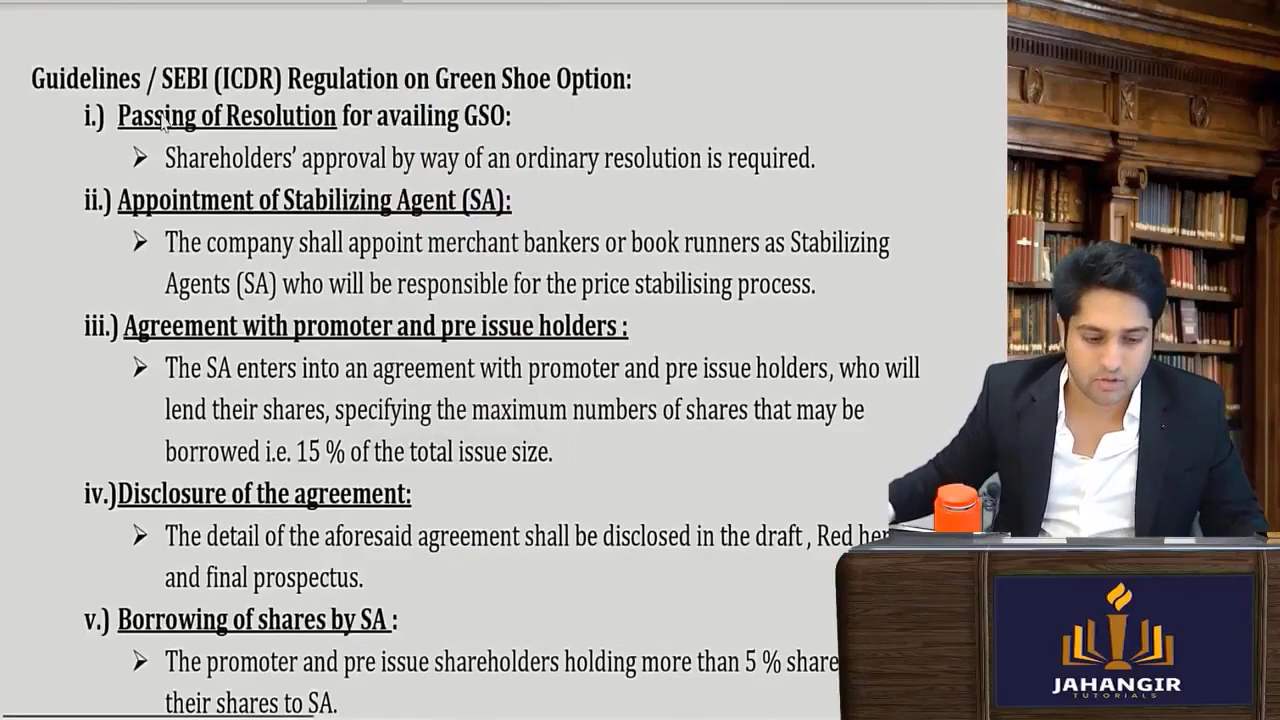 Guidelines / SEBI (ICDR) Regulation on Green Shoe Option:
i.) Passing of Resolution for availing GSO:
➢ Shareholders’ approval by way of an ordinary resolution is required.
ii.) Appointment of Stabilizing Agent (SA):
➢ The company shall appoint merchant bankers or book runners as Stabilizing
Agents (SA) who will be responsible for the price stabilising process.
iii.) Agreement with promoter and pre issue holders :
➢ The SA enters into an agreement with promoter and pre issue holders, who will
lend their shares, specifying the maximum numbers of shares that may be
borrowed i.e. 15 % of the total issue size.
iv.)Disclosure of the agreement:
➢ The detail of the aforesaid agreement shall be disclosed in the draft , Red
and final prospectus.
v.) Borrowing of shares by SA :
➢ The promoter and pre issue shareholders holding more than 5 % share
their shares to SA.
JAHANGIR
TUTORIALS